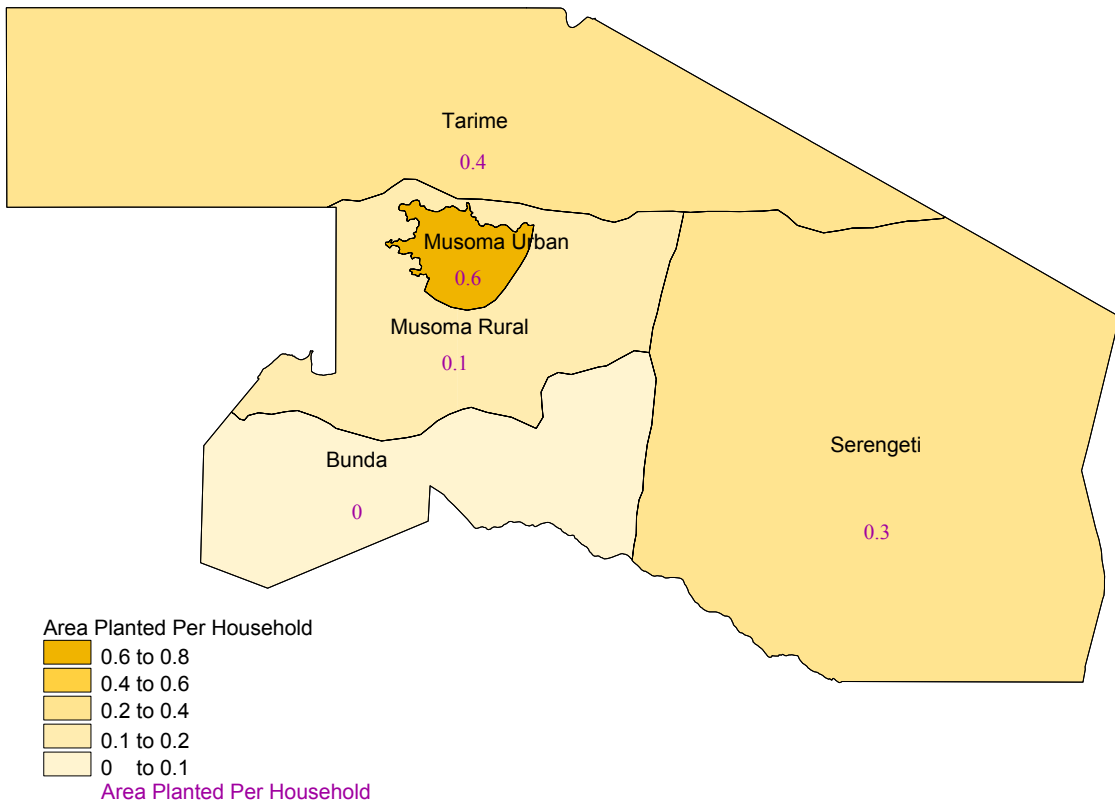 Tarime
0.4
Musoma Urban
0.6
Musoma Rural
0.1
Serengeti
Bunda
0
0.3
Area Planted Per Household
0.6 to 0.8
0.4 to 0.6
0.2 to 0.4
0.1 to 0.2
0 to 0.1
Area Planted Per Household